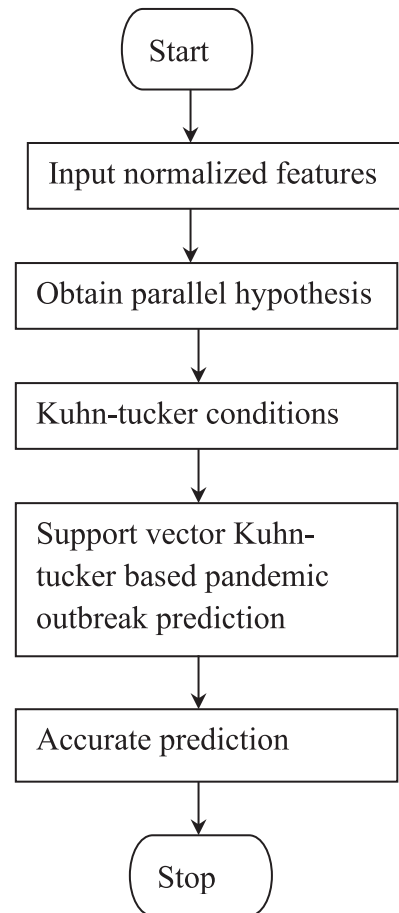 Start
Input normalized features
Obtain parallel hypothesis
Kuhn-tucker conditions
Support vector Kuhn-
tucker based pandemic
outbreak prediction
Accurate prediction
Stop